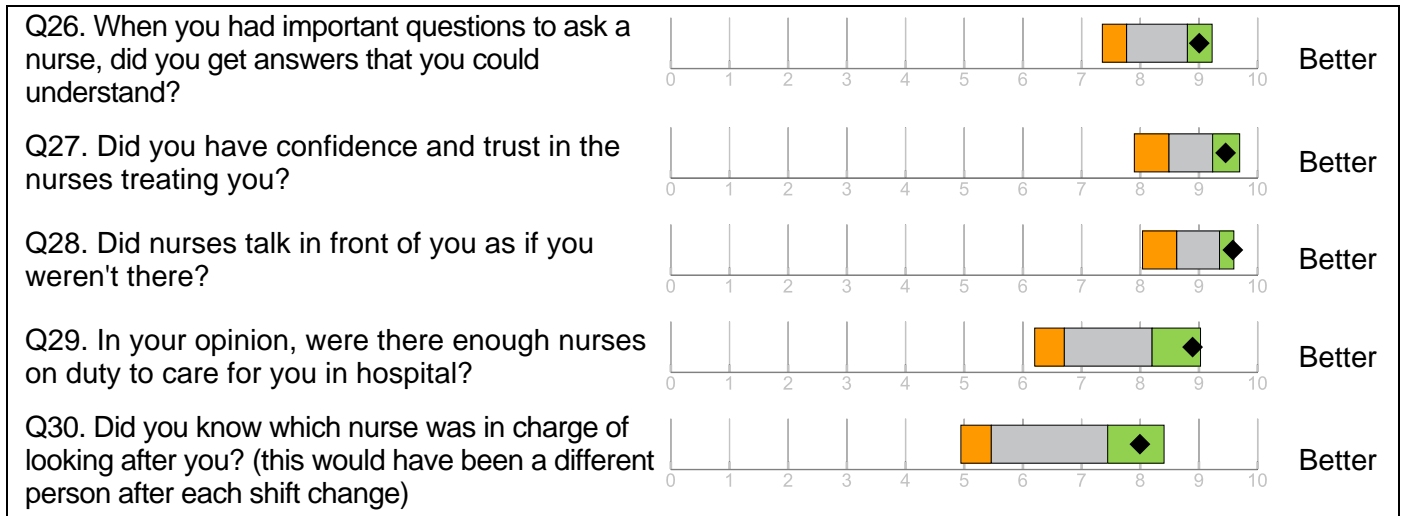 Q26. When you had important questions to ask a
nurse, did you get answers that you could
understand?
0 1 2 3 4 5 6 7 8 9 10
Better
Q27. Did you have confidence and trust in the
nurses treating you?
0 1 2 3 4 5 6 7 8 9 10
Better
Q28. Did nurses talk in front of you as if you
weren't there?
0 1 2 3 4 5 6 7 8 9 10
Better
Q29. In your opinion, were there enough nurses
on duty to care for you in hospital?
0 1 2 3 4 5 6 7 8 9 10
Better
Q30. Did you know which nurse was in charge of
looking after you? (this would have been a different
person after each shift change)
0 1 2 3 4 5 6 7 8 9 10
Better